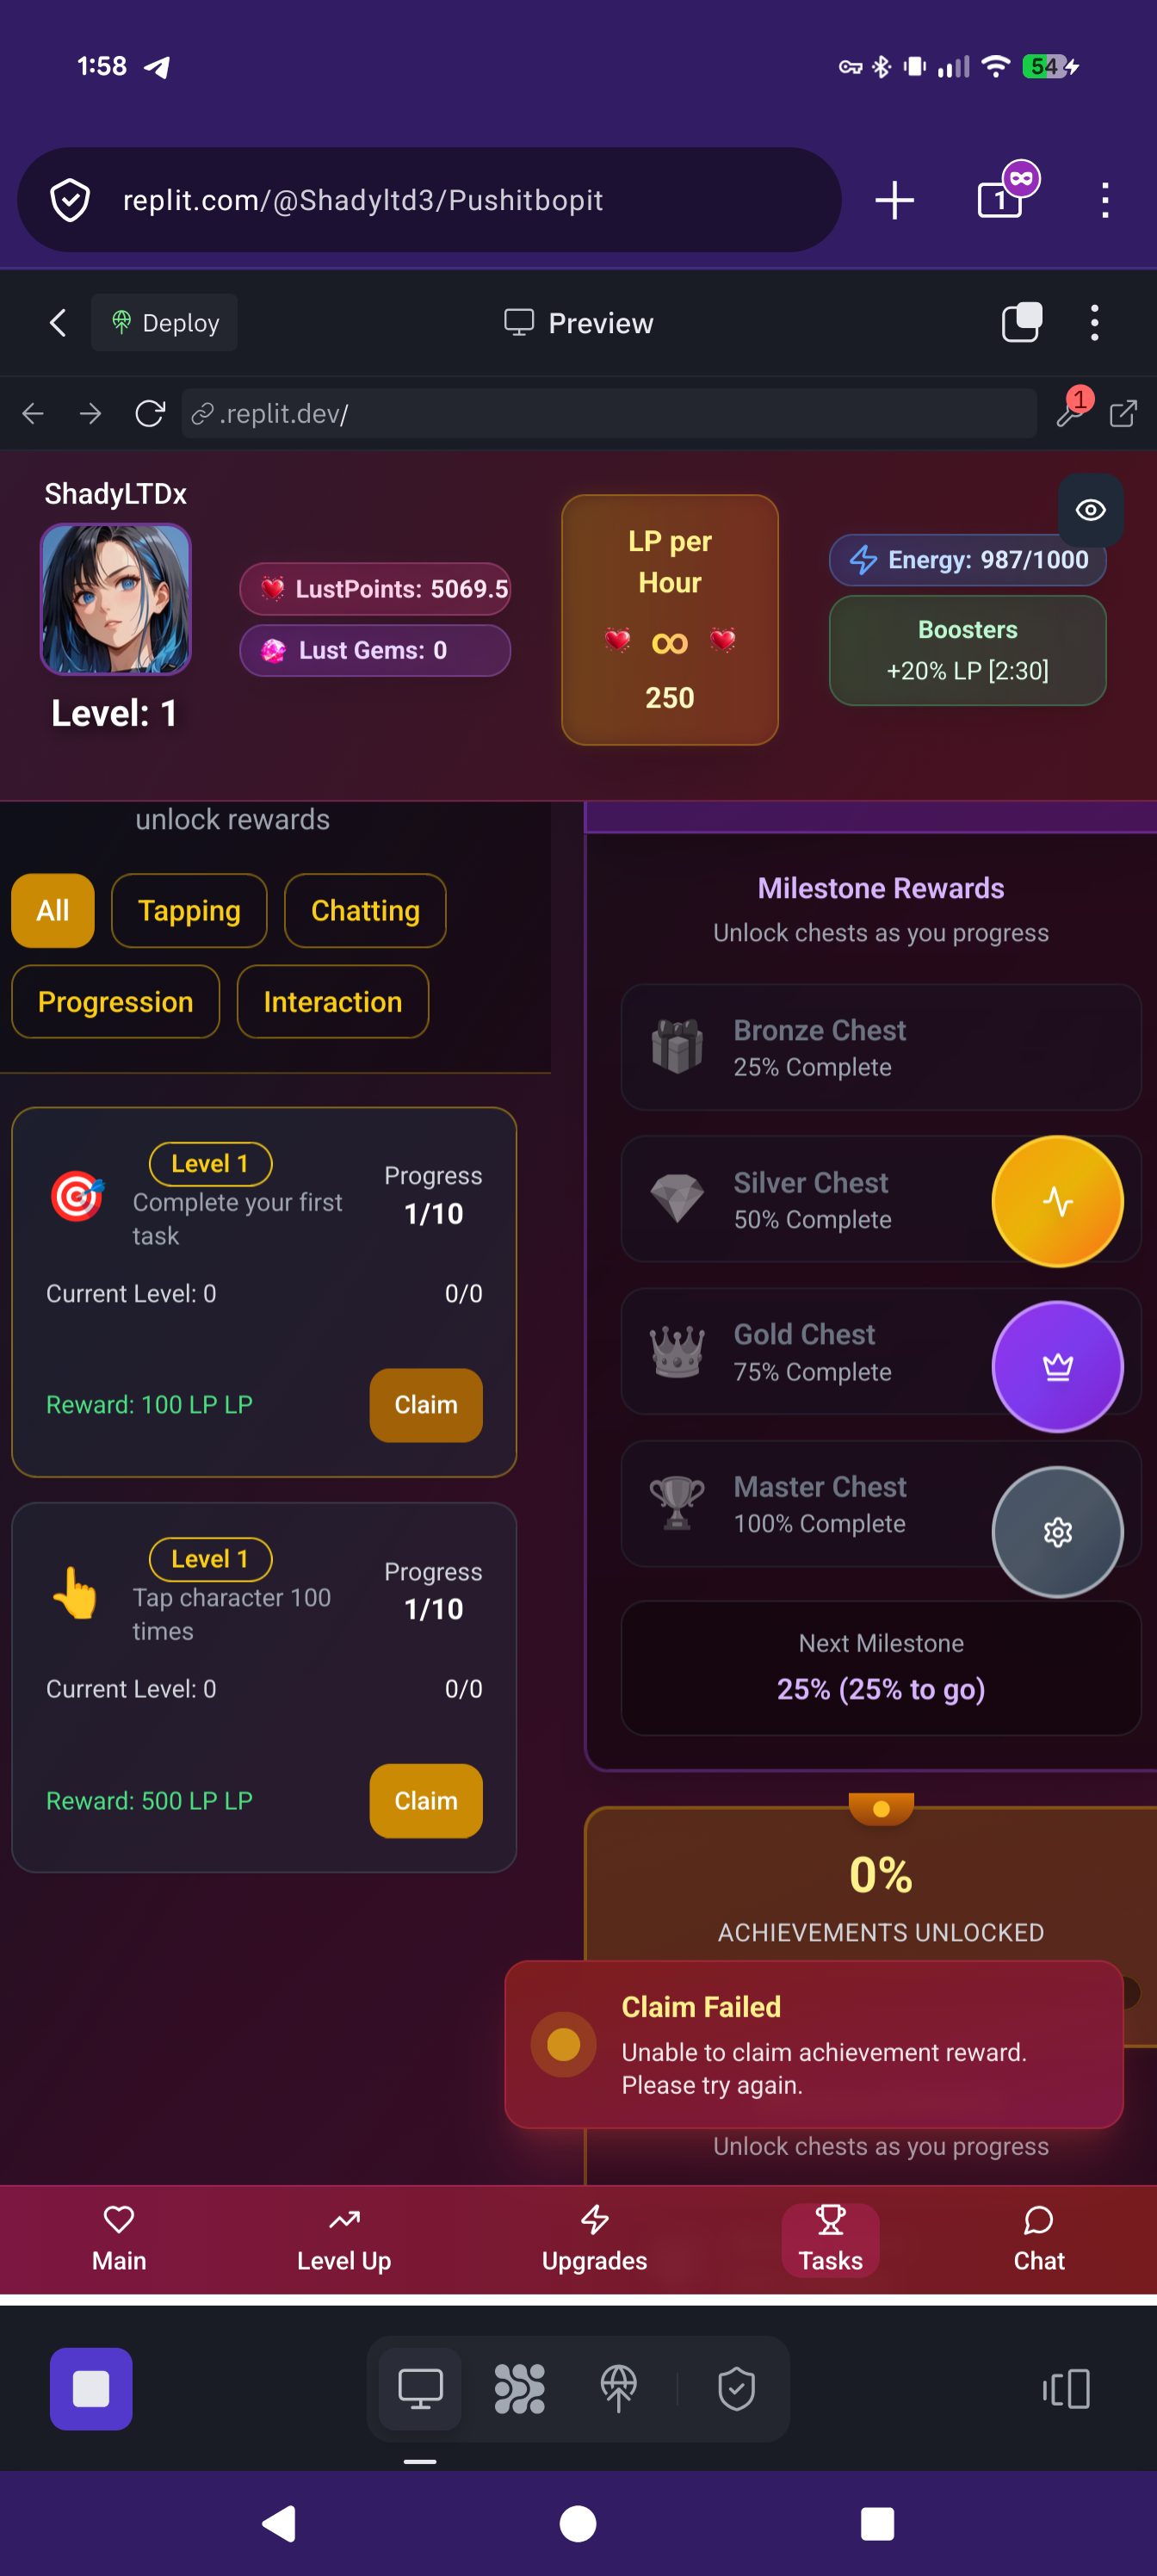 1:58
54
replit.com/@Shadyltd3/Pushitbopit
1
Deploy
Preview
.replit.dev/
1
ShadyLTDx
Level: 1
LustPoints: 5069.5
Lust Gems: 0
LP per
Hour
∞
250
Energy: 987/1000
Boosters
+20% LP [2:30]
unlock rewards
All
Tapping
Chatting
Progression
Interaction
Level 1
Complete your first
task
Progress
1/10
Current Level: 0
0/0
Reward: 100 LP LP
Claim
Level 1
Tap character 100
times
Progress
1/10
Current Level: 0
0/0
Reward: 500 LP LP
Claim
Milestone Rewards
Unlock chests as you progress
Bronze Chest
25% Complete
Silver Chest
50% Complete
Gold Chest
75% Complete
Master Chest
100% Complete
Next Milestone
25% (25% to go)
0%
ACHIEVEMENTS UNLOCKED
Claim Failed
Unable to claim achievement reward.
Please try again.
Unlock chests as you progress
Main
Level Up
Upgrades
Tasks
Chat